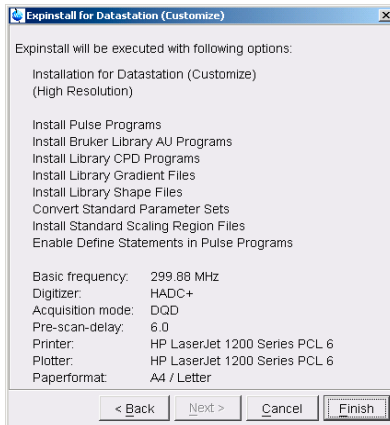 Expinstall for Datastation (Customize)
Expinstall will be executed with following options:
Installation for Datastation (Customize)
(High Resolution)
Install Pulse Programs
Install Bruker Library AU Programs
Install Library CPD Programs
Install Library Gradient Files
Install Library Shape Files
Convert Standard Parameter Sets
Install Standard Scaling Region Files
Enable Define Statements in Pulse Programs
Basic frequency: 299.88 MHz
Digitizer: HADC+
Acquisition mode: DQD
Pre-scan-delay: 6.0
Printer: HP LaserJet 1200 Series PCL 6
Plotter: HP LaserJet 1200 Series PCL 6
Paperformat: A4 / Letter
< Back Next > Cancel Finish